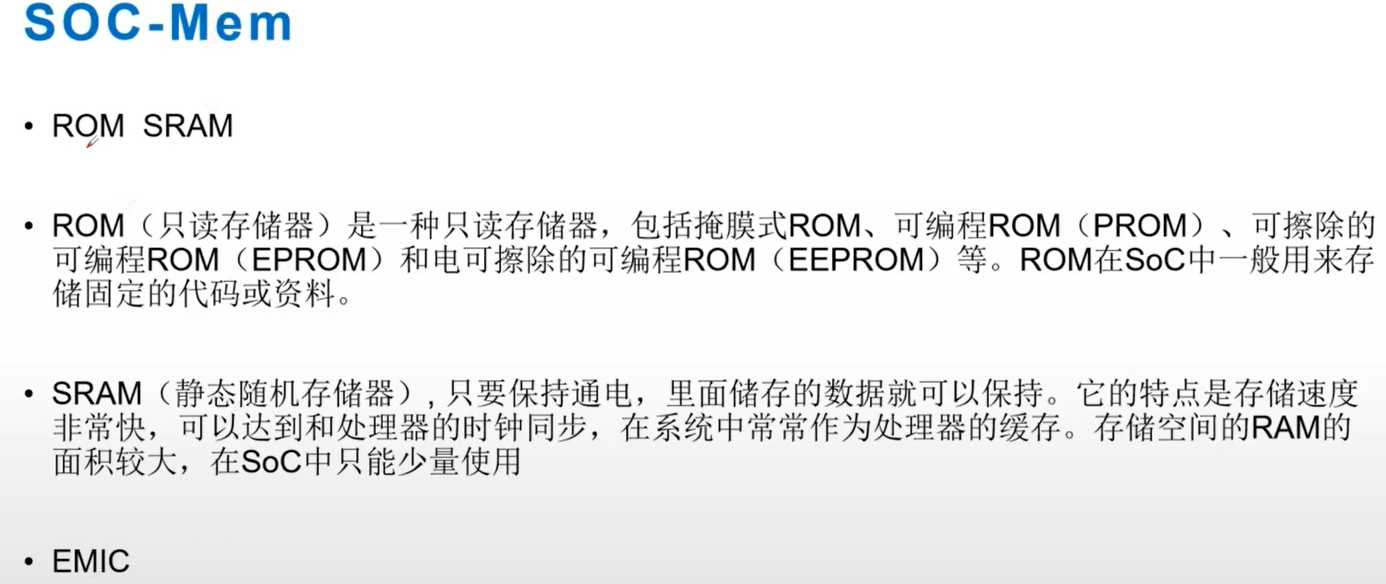 SOC-Mem
• ROM SRAM
• ROM（只读存储器）是一种只读存储器，包括掩膜式ROM、可编程ROM（PROM）、可擦除的
可编程ROM（EPROM）和电可擦除的可编程ROM（EEPROM）等。ROM在SoC中一般用来存
储固定的代码或资料。
• SRAM（静态随机存储器）, 只要保持通电，里面储存的数据就可以保持。它的特点是存储速度
非常快，可以达到和处理器的时钟同步，在系统中常常作为处理器的缓存。存储空间的RAM的
面积较大，在SoC中只能少量使用
• EMIC